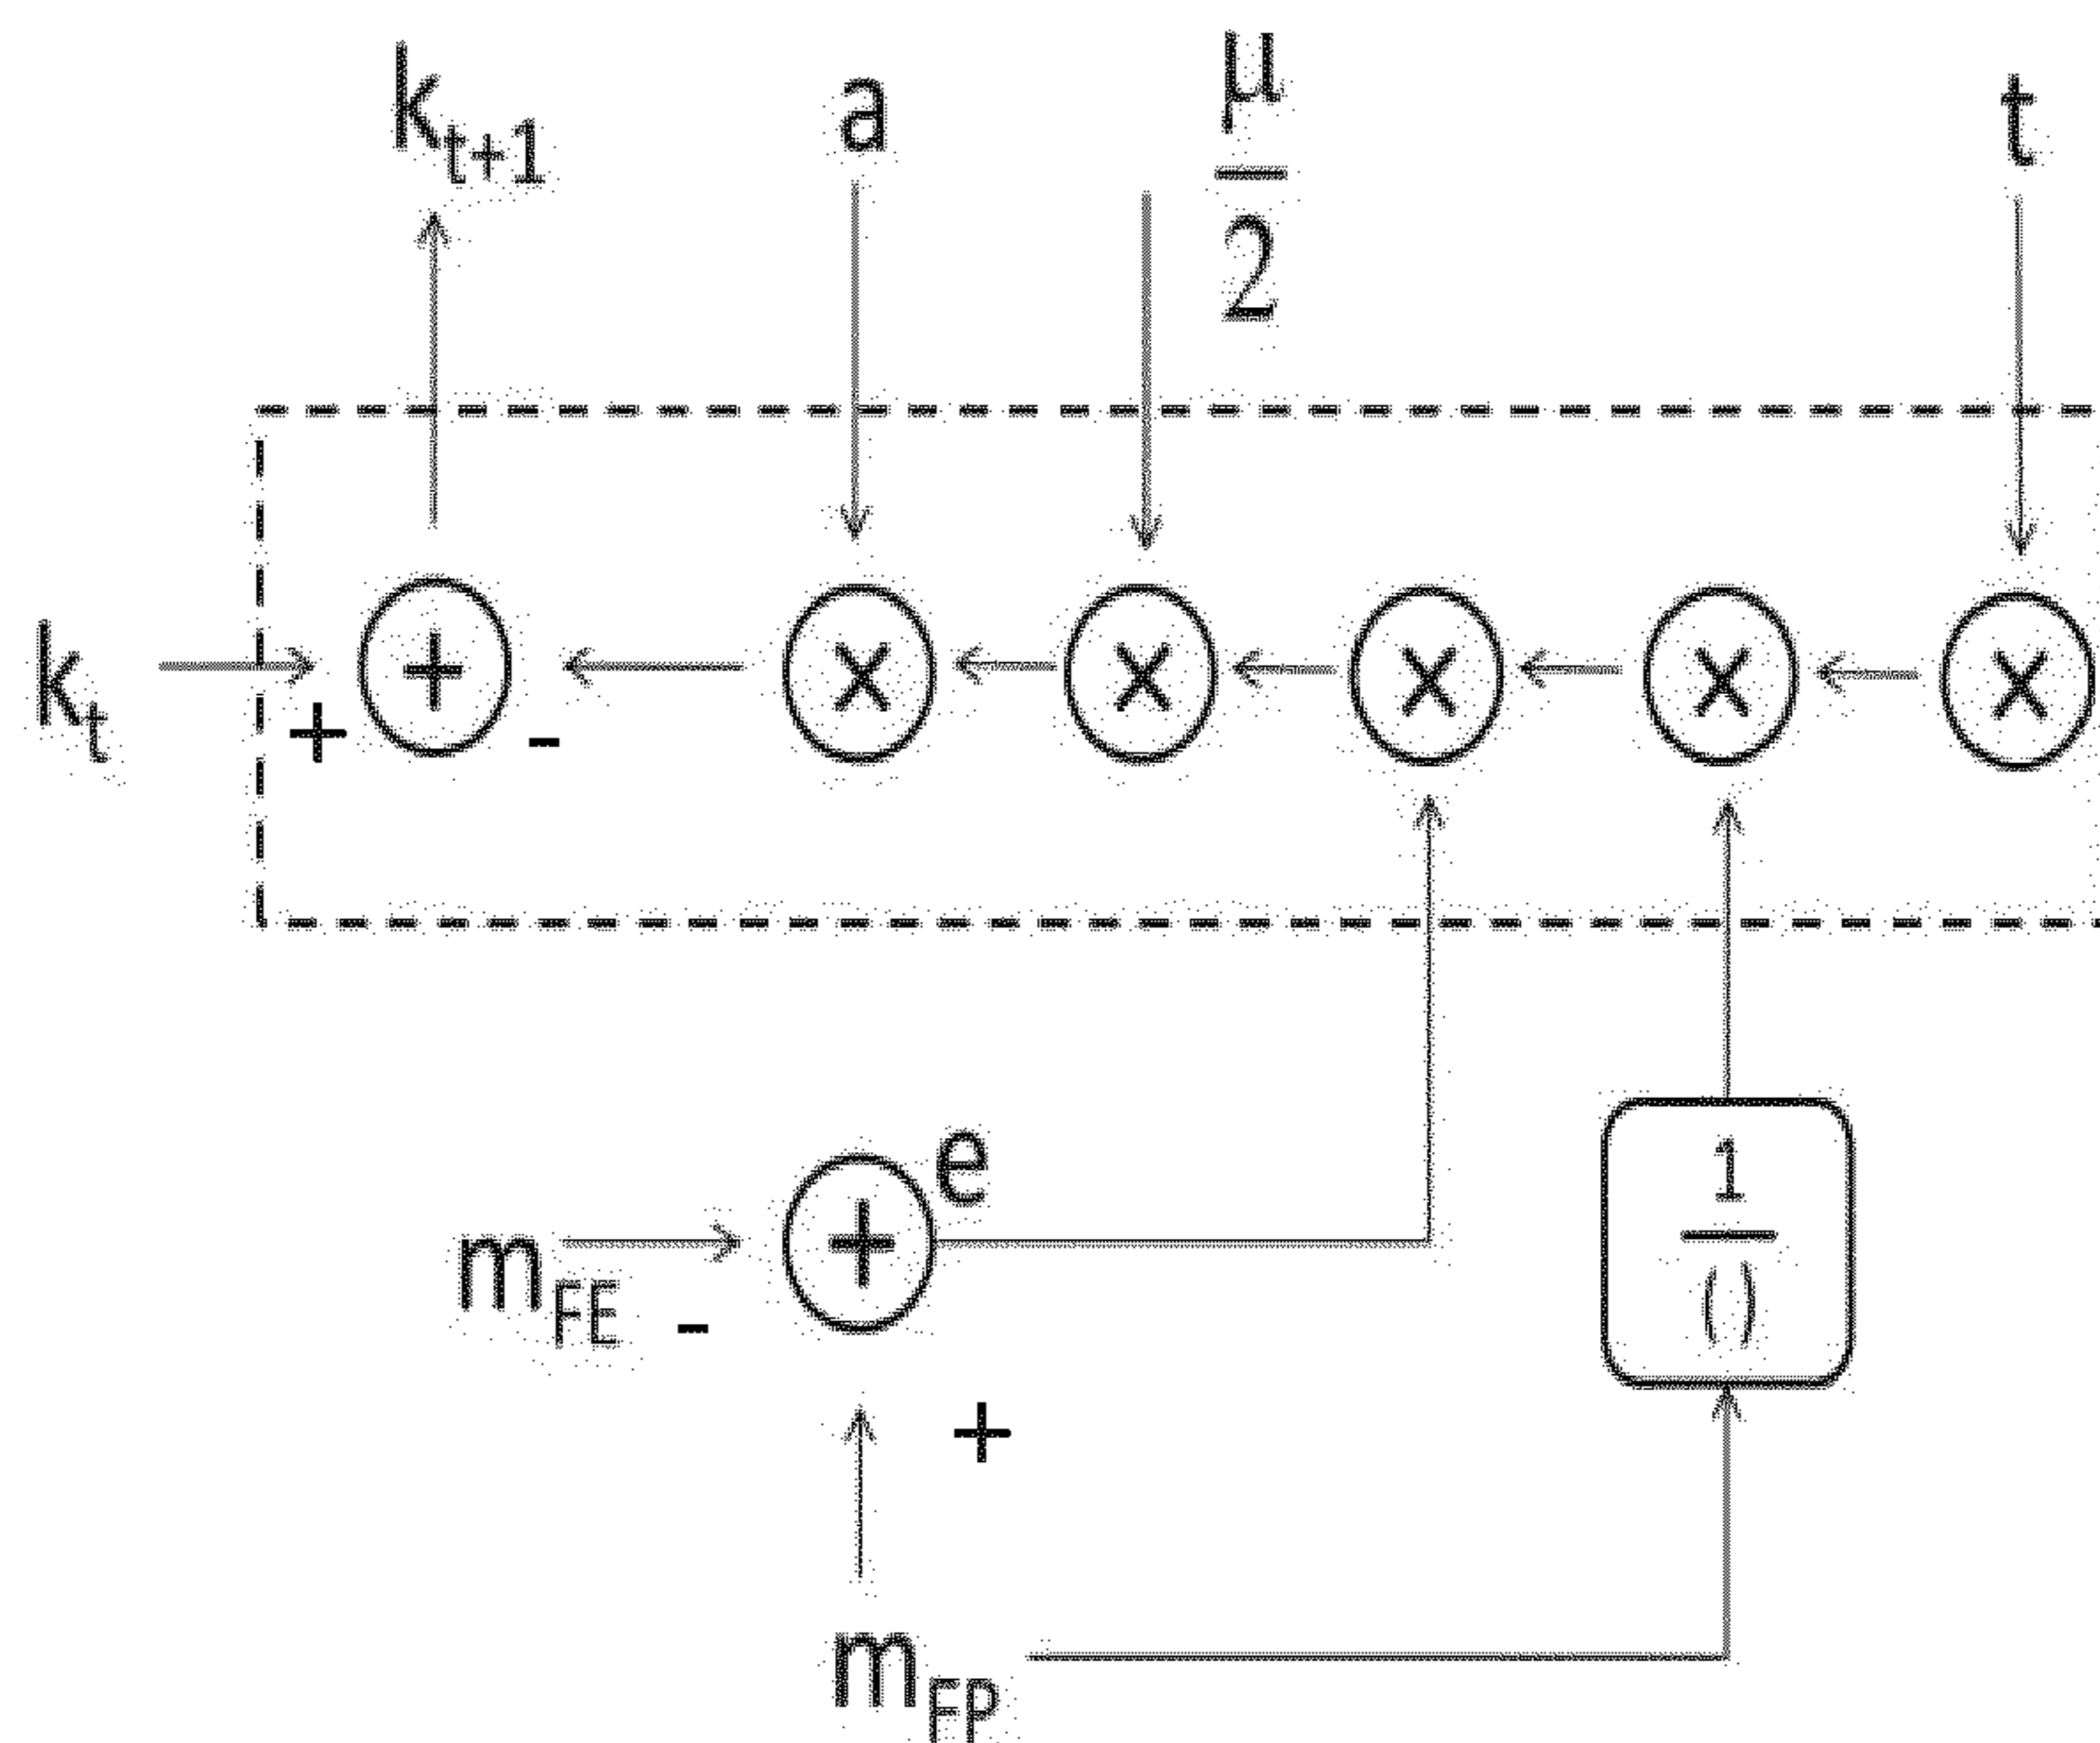 k_{t+1} a μ/2 t
k_t + + - × × × × ×
m_{FE} - + e 1/( )
+
m_{FP}